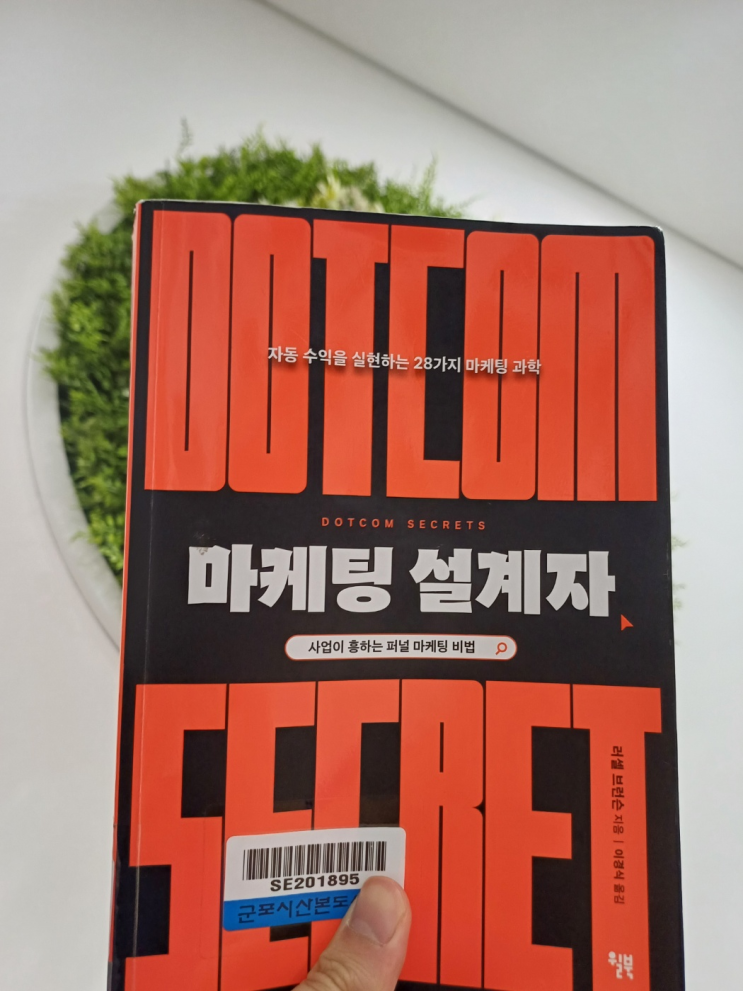 DOTCOM
자동 수익을 실현하는 28가지 마케팅 과학
DOTCOM SECRETS
마케팅 설계자
사업이 흥하는 퍼널 마케팅 비법
SECRET
러셀 브런슨 지음 | 이경식 옮김
SE201895
군포시산본도
윌북